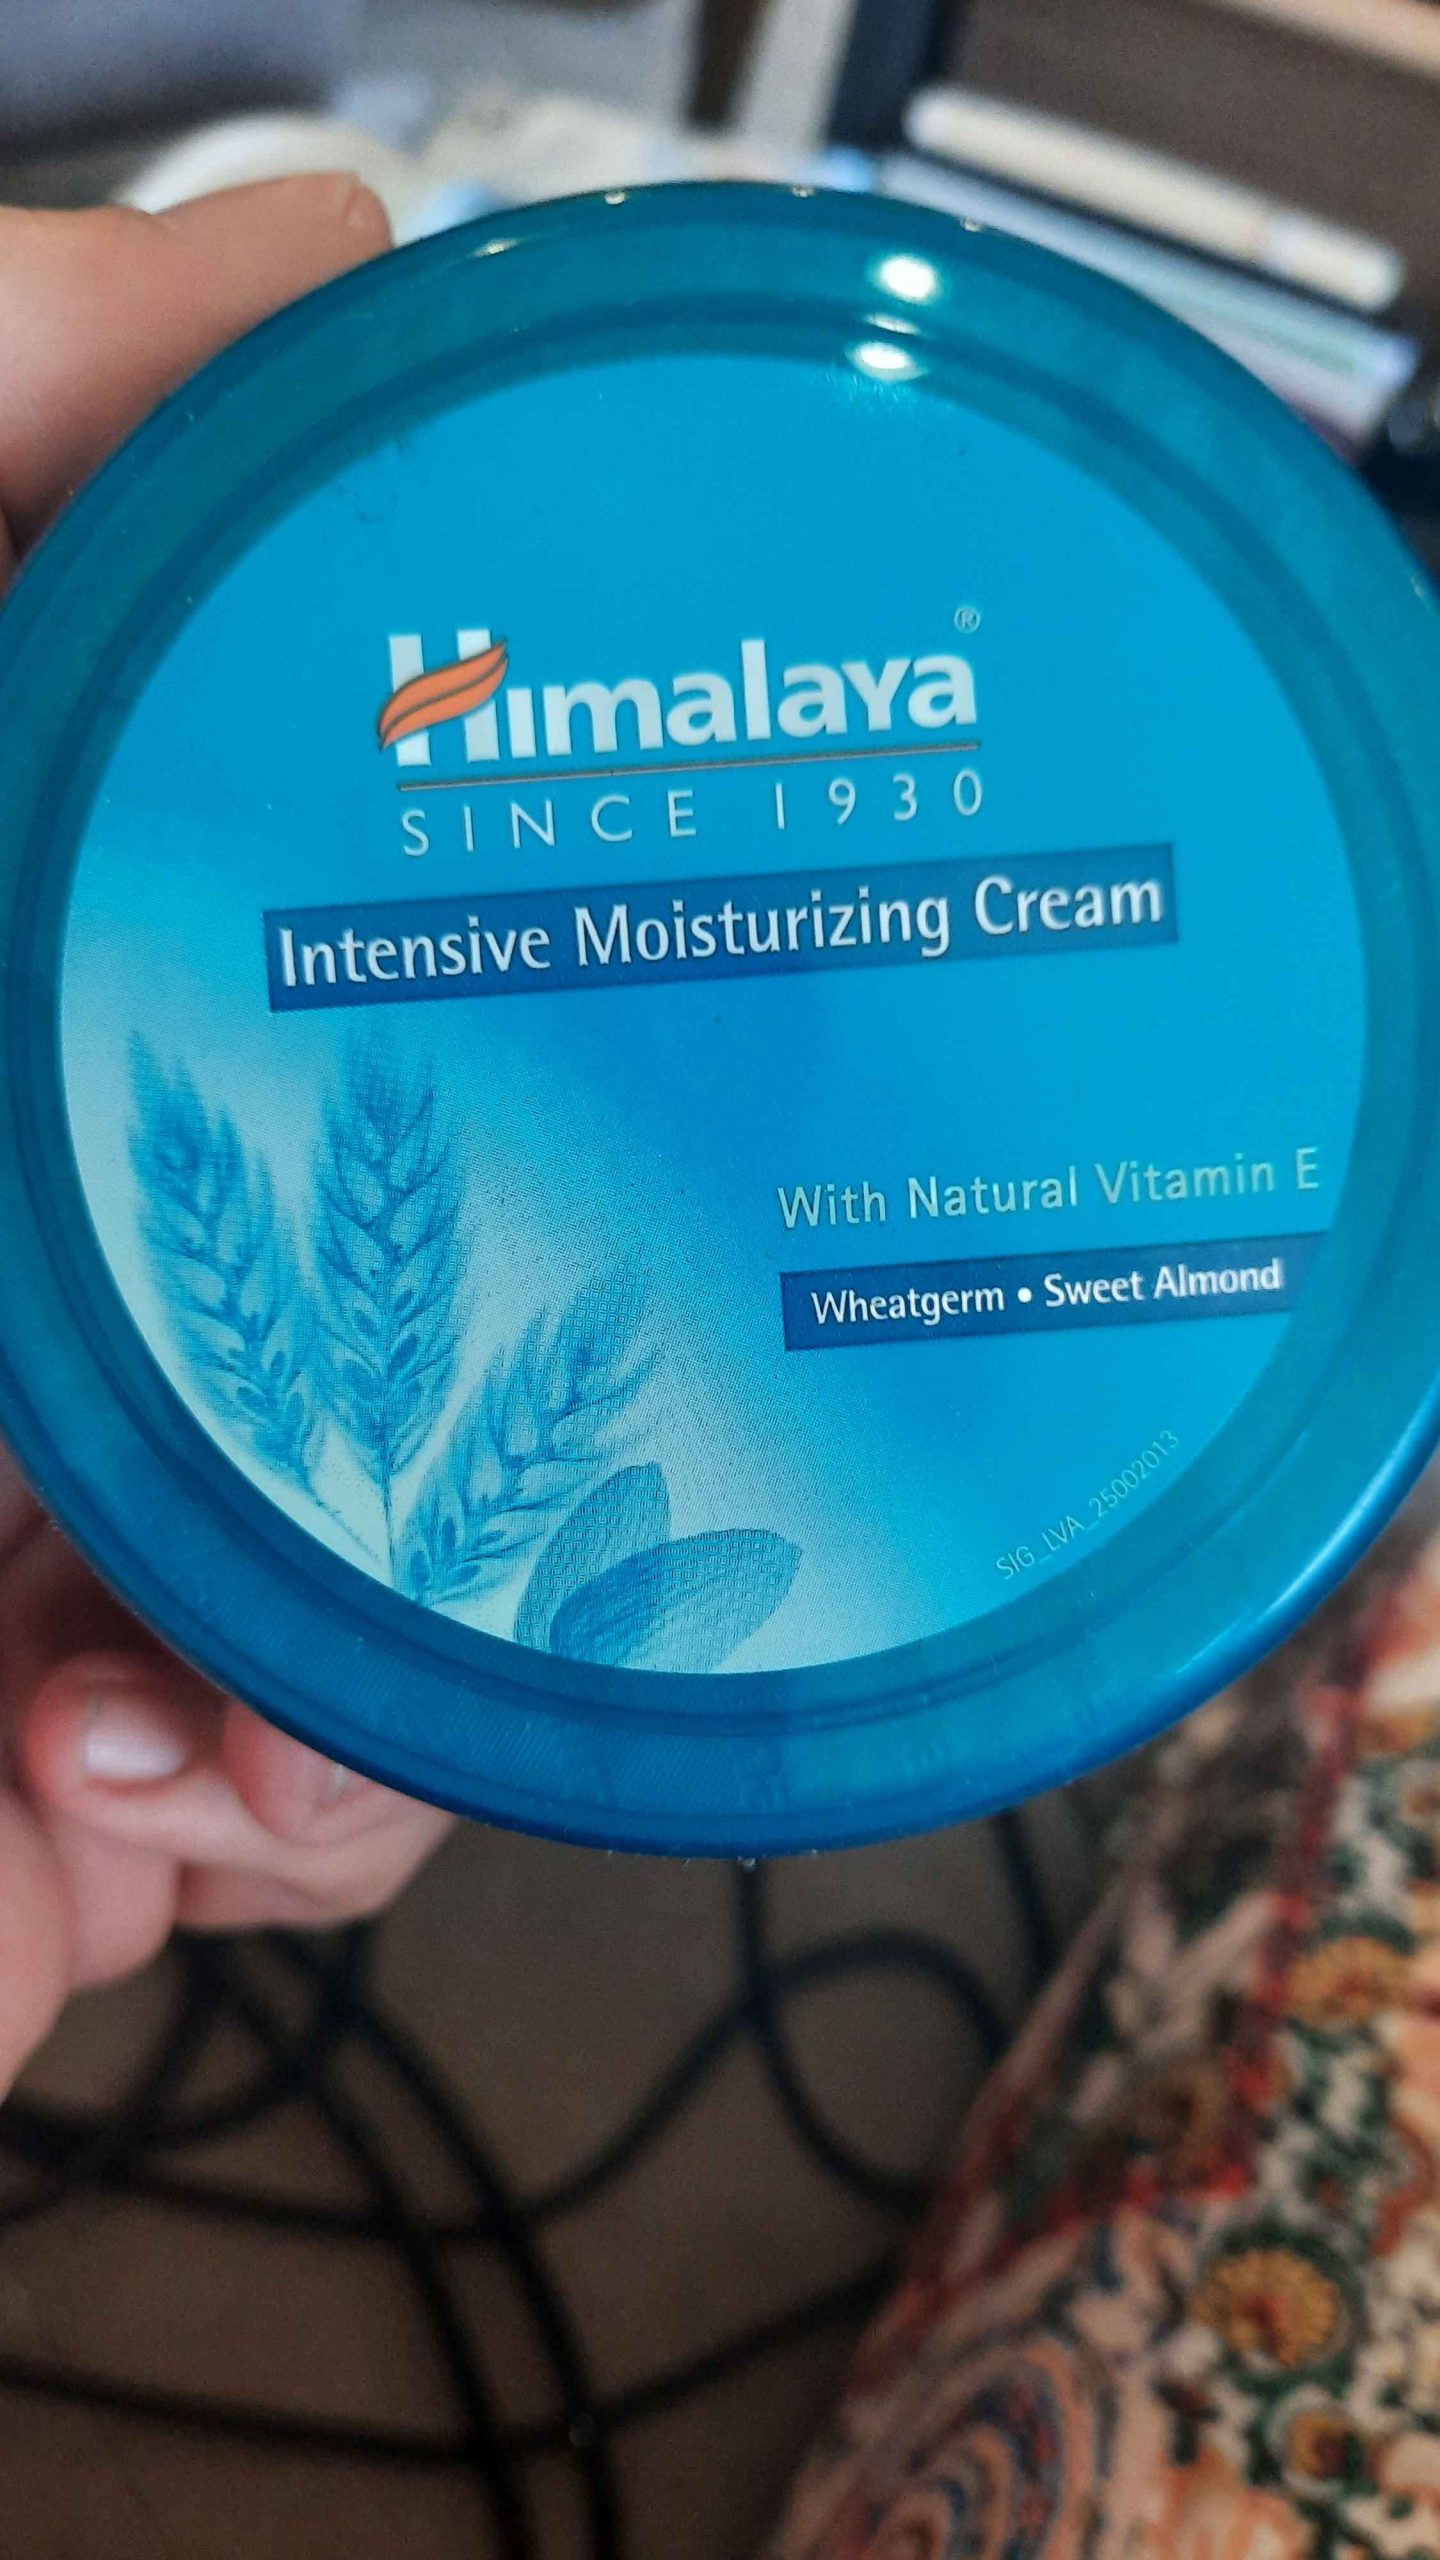 Himalaya®
SINCE 1930
Intensive Moisturizing Cream
With Natural Vitamin E
Wheatgerm • Sweet Almond
SIG_LVA_25002013